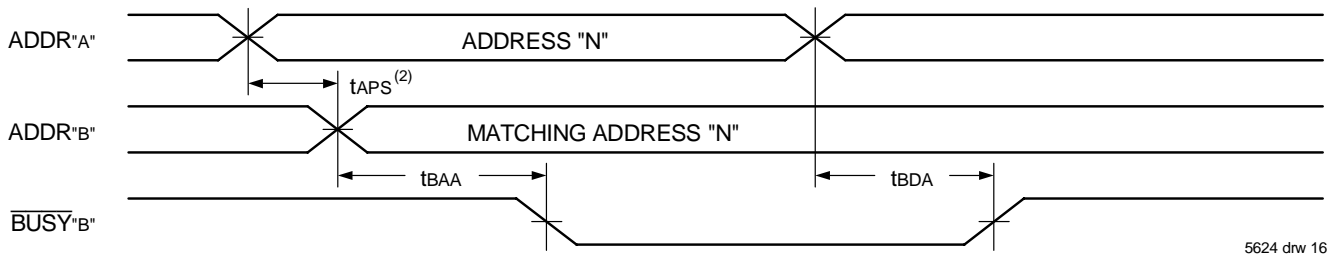 ADDR"A"
ADDRESS "N"
tAPS(2)
ADDR"B"
MATCHING ADDRESS "N"
tBAA
tBDA
BUSY"B"
5624 drw 16